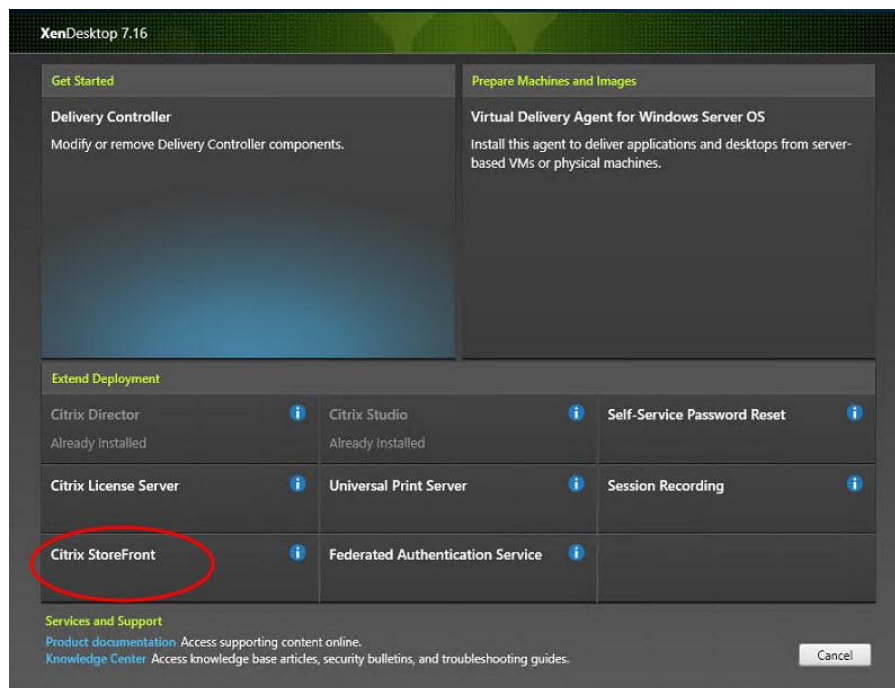 XenDesktop 7.16
Get Started
Delivery Controller
Modify or remove Delivery Controller components.
Prepare Machines and Images
Virtual Delivery Agent for Windows Server OS
Install this agent to deliver applications and desktops from server-
based VMs or physical machines.
Extend Deployment
Citrix Director
Already Installed
Citrix Studio
Already Installed
Self-Service Password Reset
Citrix License Server
Universal Print Server
Session Recording
Citrix StoreFront
Federated Authentication Service
Services and Support
Product documentation Access supporting content online.
Knowledge Center Access knowledge base articles, security bulletins, and troubleshooting guides.
Cancel